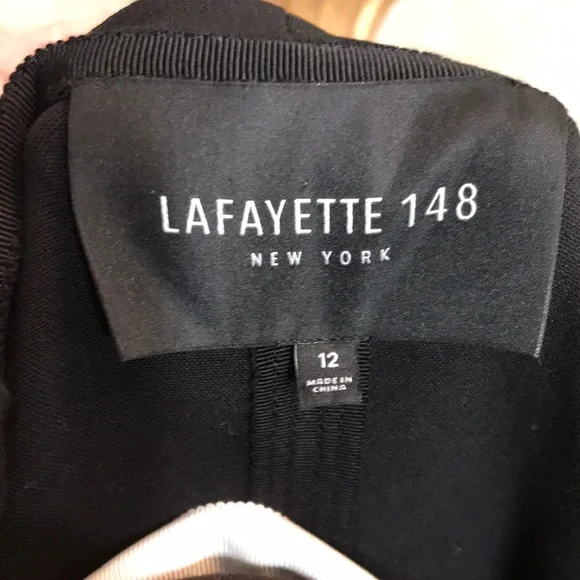 LAFAYETTE 148
NEW YORK
12
MADE IN
CHINA